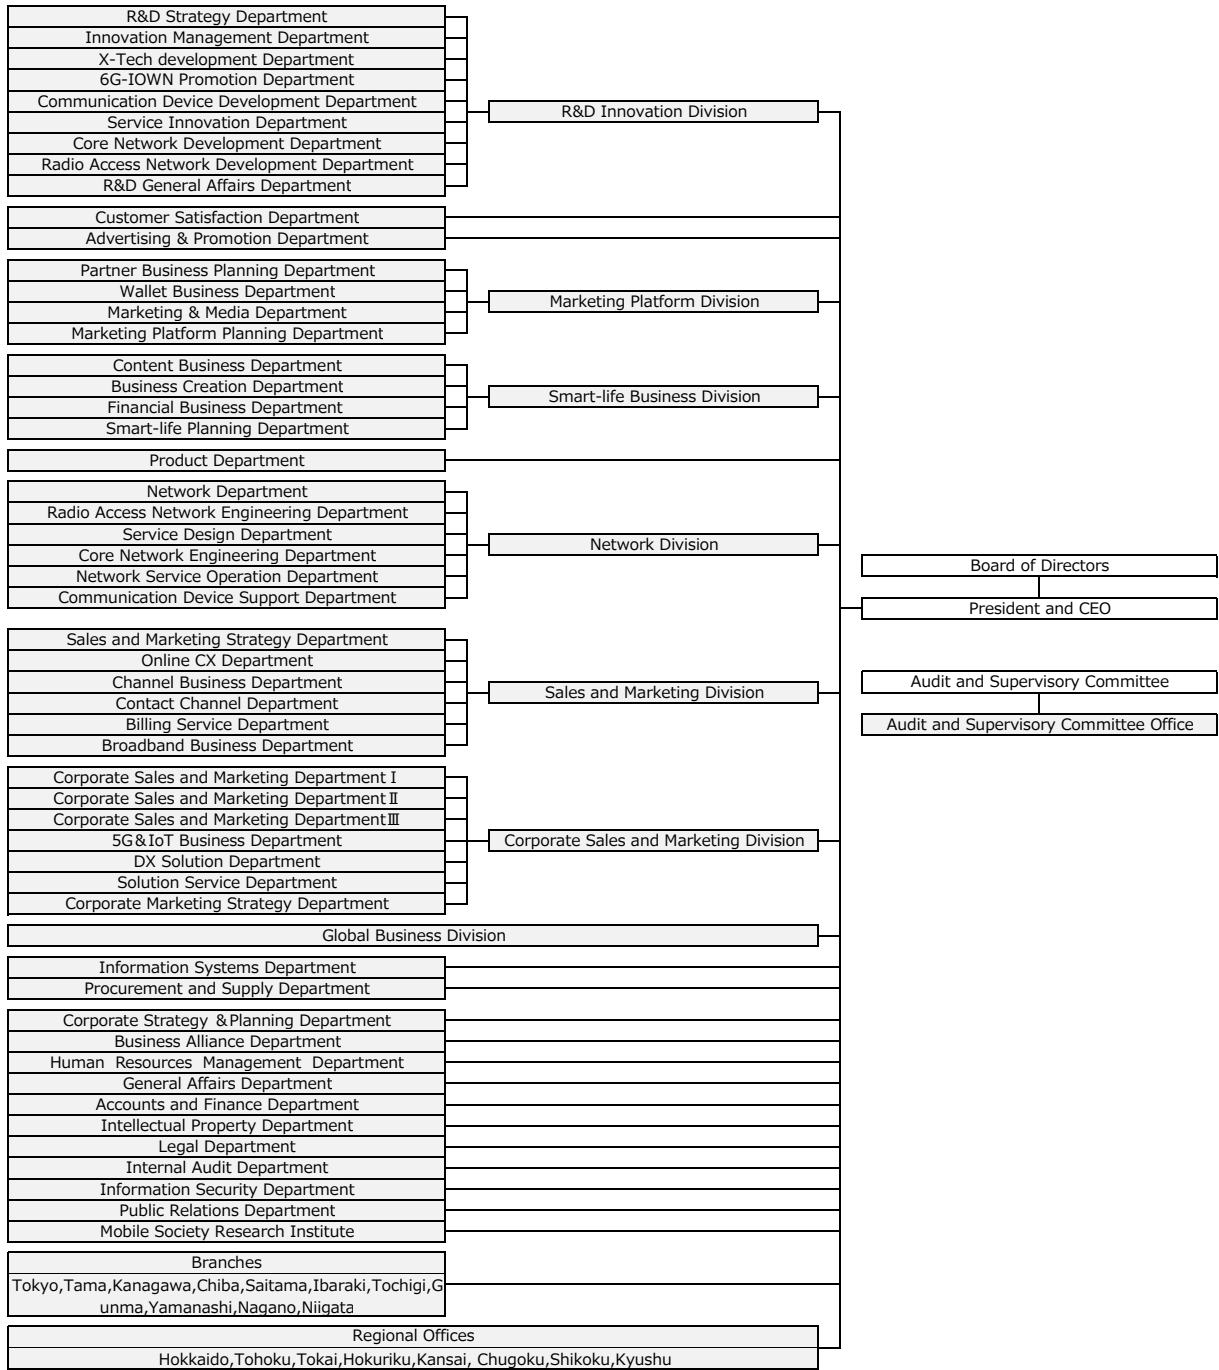 R&D Strategy Department
Innovation Management Department
X-Tech development Department
6G-IOWN Promotion Department
Communication Device Development Department
Service Innovation Department
Core Network Development Department
Radio Access Network Development Department
R&D General Affairs Department
R&D Innovation Division
Customer Satisfaction Department
Advertising & Promotion Department
Partner Business Planning Department
Wallet Business Department
Marketing & Media Department
Marketing Platform Planning Department
Marketing Platform Division
Content Business Department
Business Creation Department
Financial Business Department
Smart-life Planning Department
Smart-life Business Division
Product Department
Network Department
Radio Access Network Engineering Department
Service Design Department
Core Network Engineering Department
Network Service Operation Department
Communication Device Support Department
Network Division
Board of Directors
President and CEO
Sales and Marketing Strategy Department
Online CX Department
Channel Business Department
Contact Channel Department
Billing Service Department
Broadband Business Department
Sales and Marketing Division
Audit and Supervisory Committee
Audit and Supervisory Committee Office
Corporate Sales and Marketing Department Ⅰ
Corporate Sales and Marketing Department Ⅱ
Corporate Sales and Marketing Department Ⅲ
5G&IoT Business Department
DX Solution Department
Solution Service Department
Corporate Marketing Strategy Department
Corporate Sales and Marketing Division
Global Business Division
Information Systems Department
Procurement and Supply Department
Corporate Strategy &Planning Department
Business Alliance Department
Human Resources Management Department
General Affairs Department
Accounts and Finance Department
Intellectual Property Department
Legal Department
Internal Audit Department
Information Security Department
Public Relations Department
Mobile Society Research Institute
Branches
Tokyo,Tama,Kanagawa,Chiba,Saitama,Ibaraki,Tochigi,G
unma,Yamanashi,Nagano,Niigata
Regional Offices
Hokkaido,Tohoku,Tokai,Hokuriku,Kansai, Chugoku,Shikoku,Kyushu